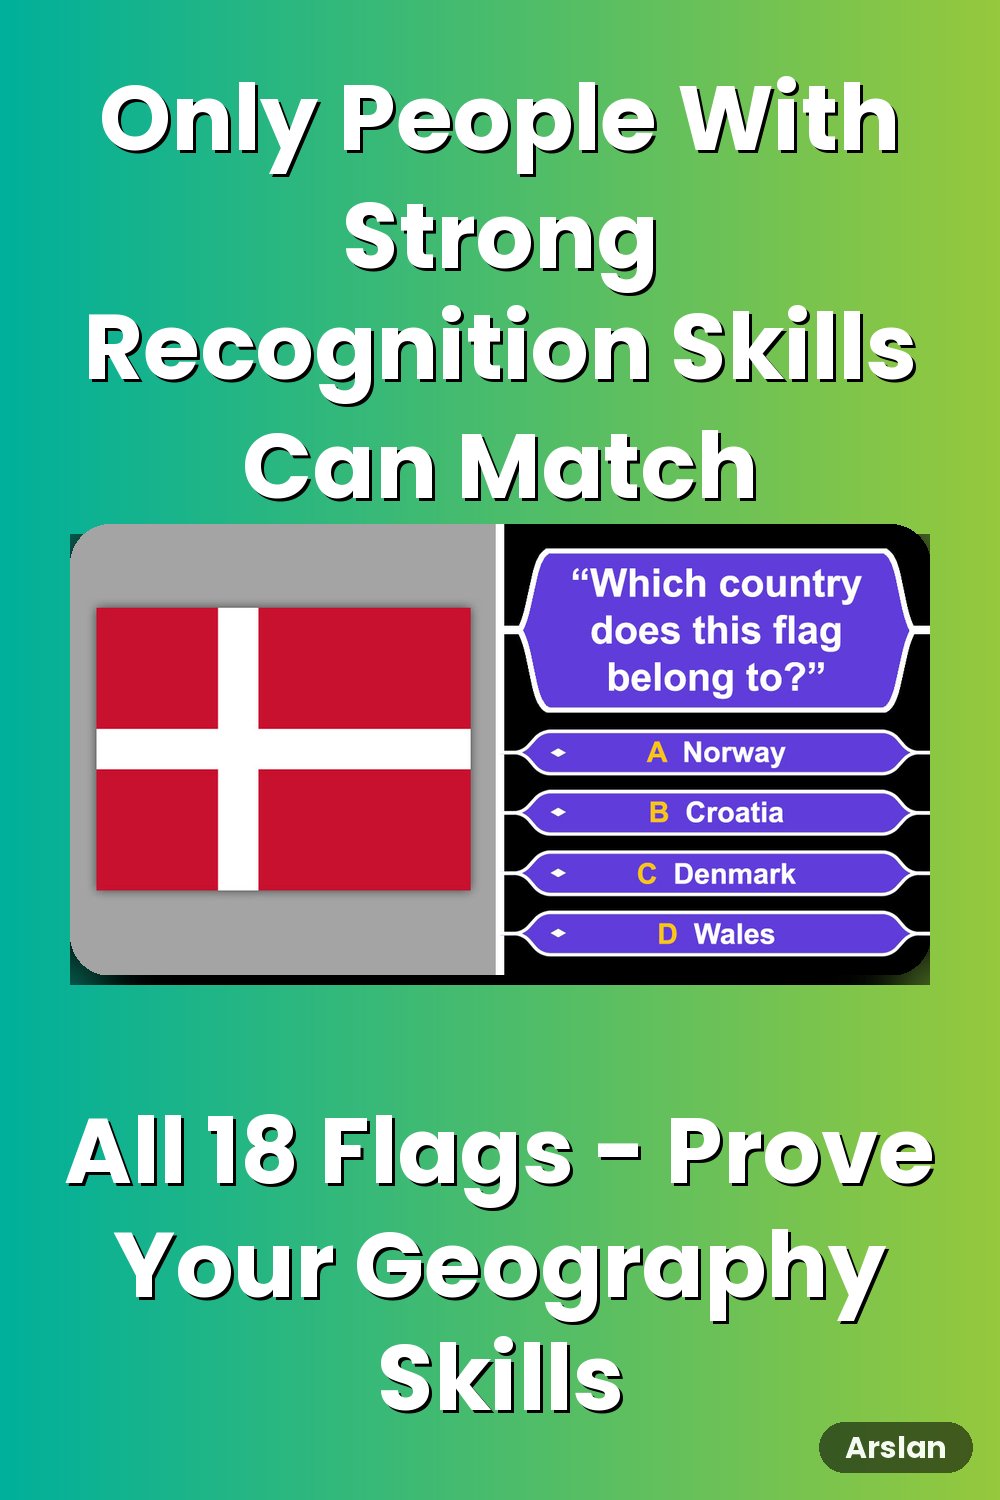 Only People With
Strong
Recognition Skills
Can Match
“Which country
does this flag
belong to?”
A Norway
B Croatia
C Denmark
D Wales
All 18 Flags - Prove
Your Geography
Skills
Arslan